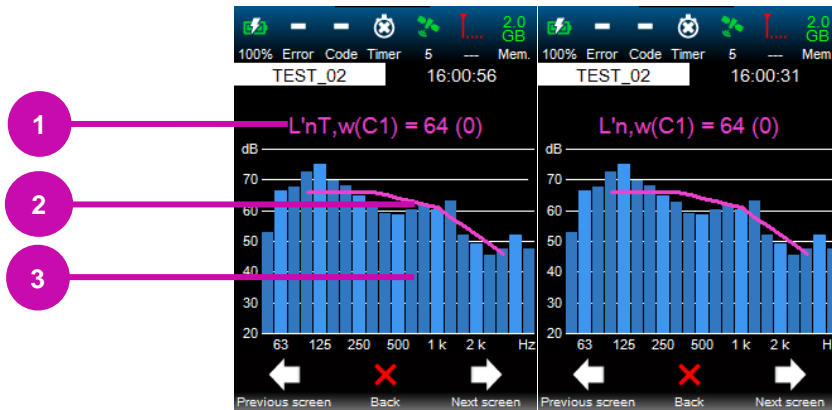 2.0
GB
100% Error Code Timer 5 --- Mem.
TEST_02 16:00:56
1
L'nT,w(C1) = 64 (0)
dB
70
2
60
50
3
40
30
20
63 125 250 500 1 k 2 k Hz
Previous screen Back Next screen
2.0
GB
100% Error Code Timer 5 --- Mem
TEST_02 16:00:31
L'n,w(C1) = 64 (0)
dB
70
60
50
40
30
20
63 125 250 500 1 k 2 k H
Previous screen Back Next screen